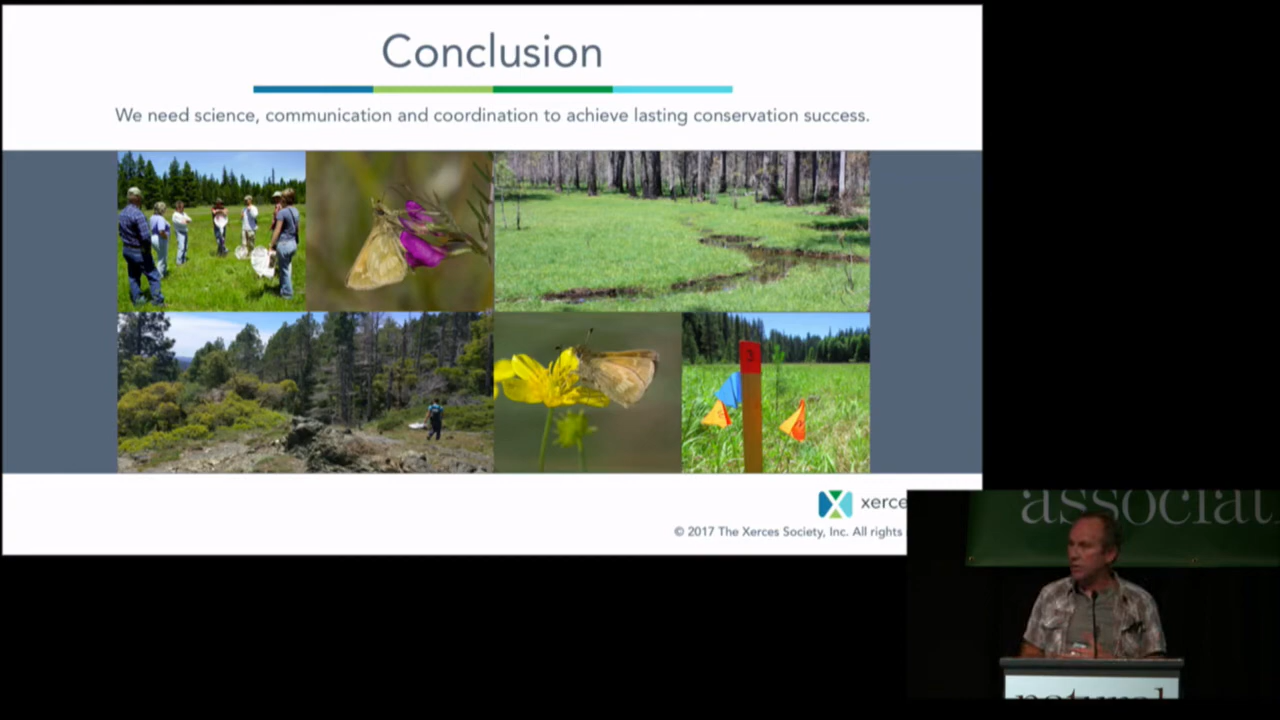 Conclusion
We need science, communication and coordination to achieve lasting conservation success.
3
xerce
© 2017 The Xerces Society, Inc. All rights
associat
natural